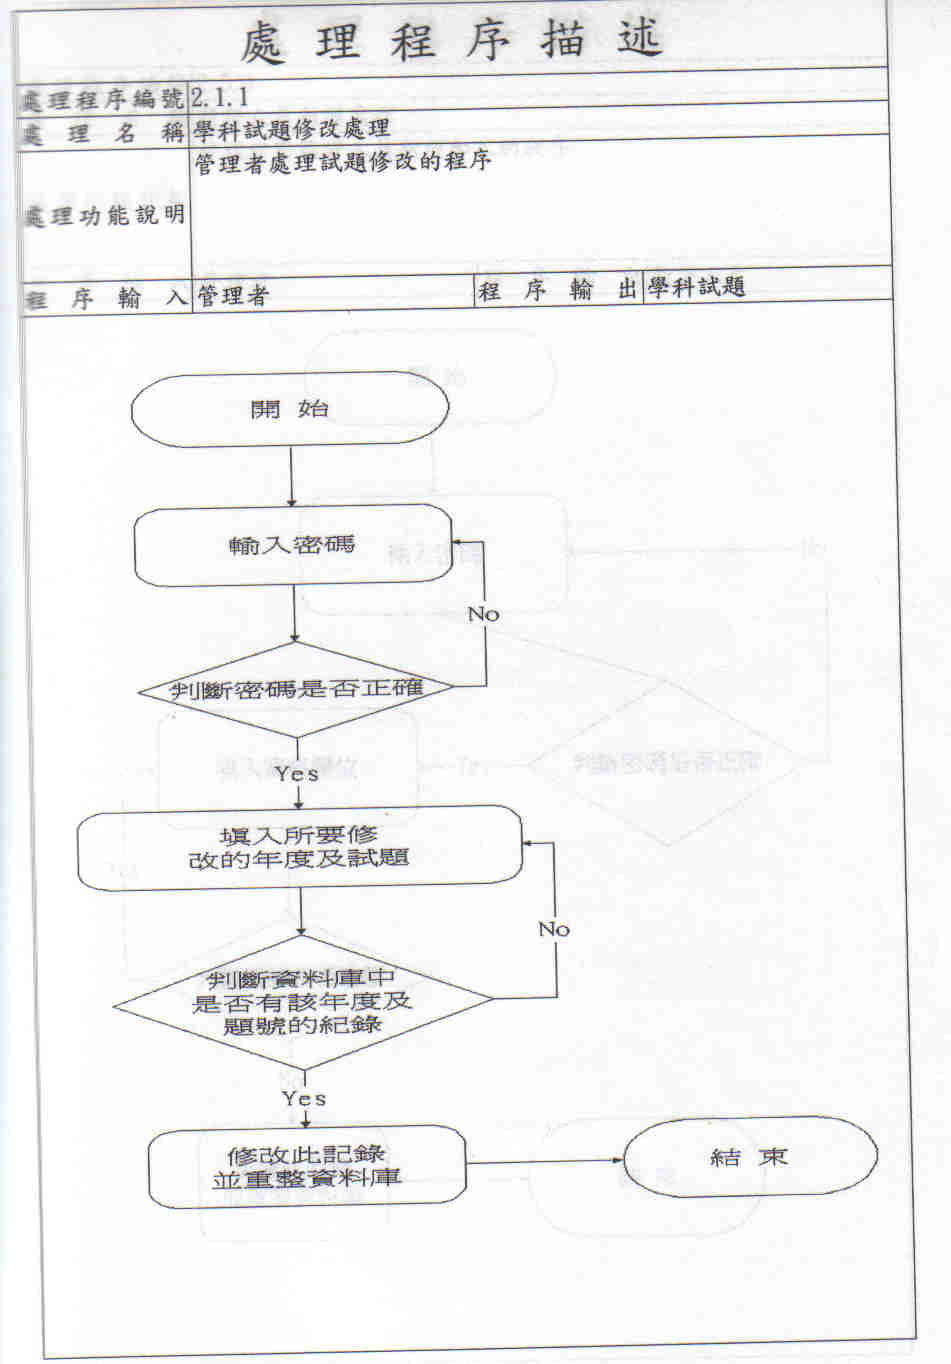 處理程序描述
處理程序編號 2.1.1
處理名稱 學科試題修改處理
管理者處理試題修改的程序
處理功能說明
程序輸入 管理者 程序輸出 學科試題
開始
輸入密碼
No
判斷密碼是否正確
Yes
填入所要修
改的年度及試題
No
判斷資料庫中
是否有該年度及
題號的紀錄
Yes
修改此記錄
並重整資料庫
結束